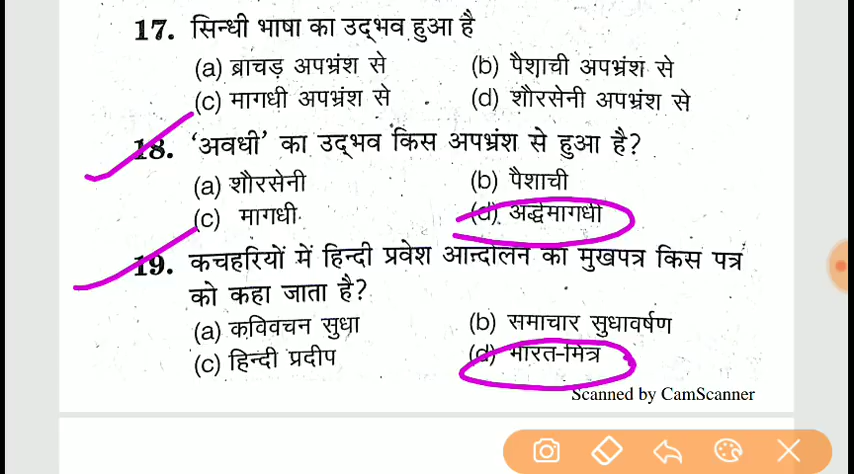 17. सिन्धी भाषा का उद्भव हुआ है
(a) ब्राचड़ अपभ्रंश से (b) पैशाची अपभ्रंश से
(c) मागधी अपभ्रंश से (d) शौरसेनी अपभ्रंश से
18. ‘अवधी’ का उद्भव किस अपभ्रंश से हुआ है?
(a) शौरसेनी (b) पैशाची
(c) मागधी (d) अर्द्धमागधी
19. कचहरियों में हिन्दी प्रवेश आन्दोलन का मुखपत्र किस पत्र
को कहा जाता है?
(a) कविवचन सुधा (b) समाचार सुधावर्षण
(c) हिन्दी प्रदीप (d) भारत-मित्र
Scanned by CamScanner